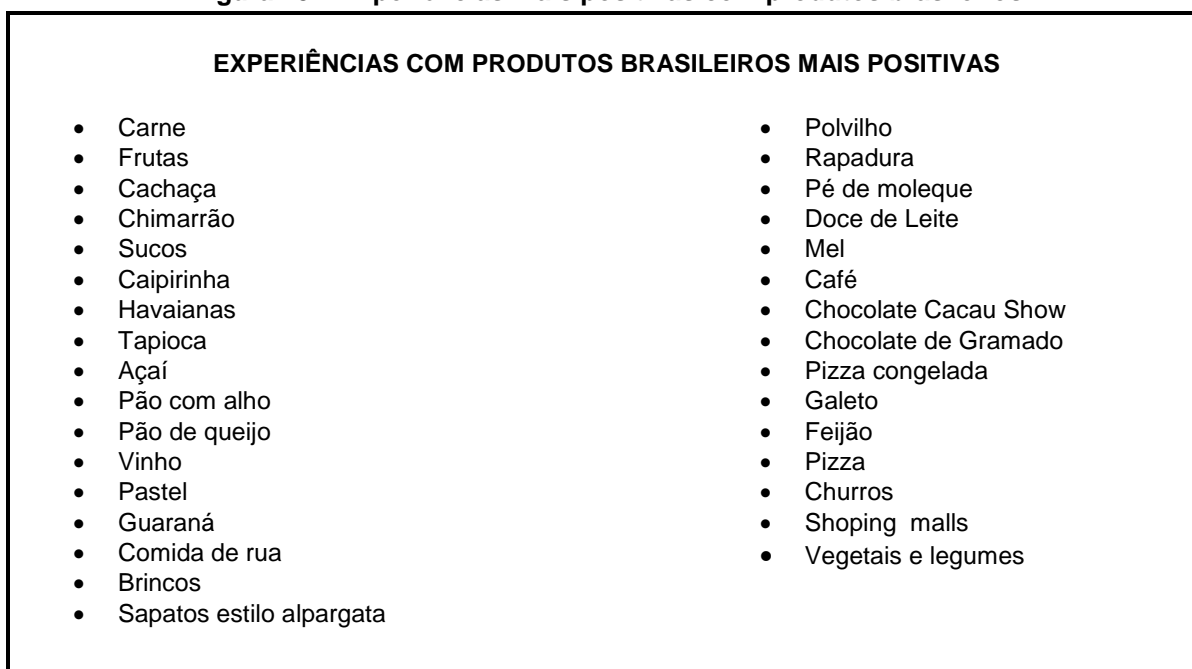 EXPERIÊNCIAS COM PRODUTOS BRASILEIROS MAIS POSITIVAS
• Carne
• Frutas
• Cachaça
• Chimarrão
• Sucos
• Caipirinha
• Havaianas
• Tapioca
• Açaí
• Pão com alho
• Pão de queijo
• Vinho
• Pastel
• Guaraná
• Comida de rua
• Brincos
• Sapatos estilo alpargata
• Polvilho
• Rapadura
• Pé de moleque
• Doce de Leite
• Mel
• Café
• Chocolate Cacau Show
• Chocolate de Gramado
• Pizza congelada
• Galeto
• Feijão
• Pizza
• Churros
• Shoping malls
• Vegetais e legumes